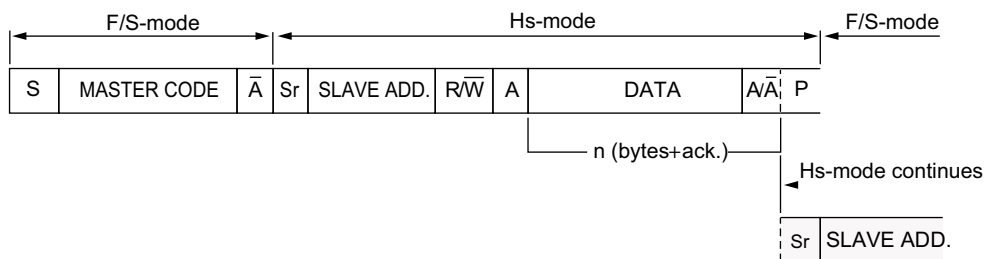 F/S-mode Hs-mode F/S-mode
S MASTER CODE A̅ Sr SLAVE ADD. R/W̅ A DATA A/A̅ P
n (bytes+ack.)
Hs-mode continues
Sr SLAVE ADD.